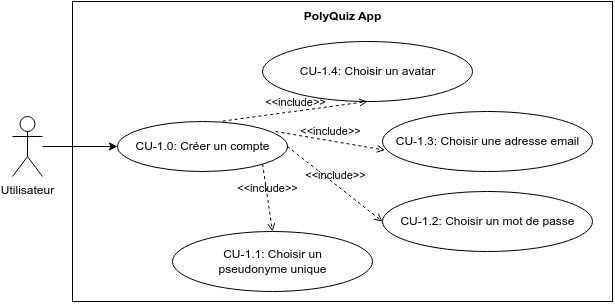 PolyQuiz App
CU-1.4: Choisir un avatar
<<include>>
<<include>>
CU-1.3: Choisir une adresse email
CU-1.0: Créer un compte
<<include>>
<<include>>
Utilisateur
CU-1.2: Choisir un mot de passe
CU-1.1: Choisir un
pseudonyme unique